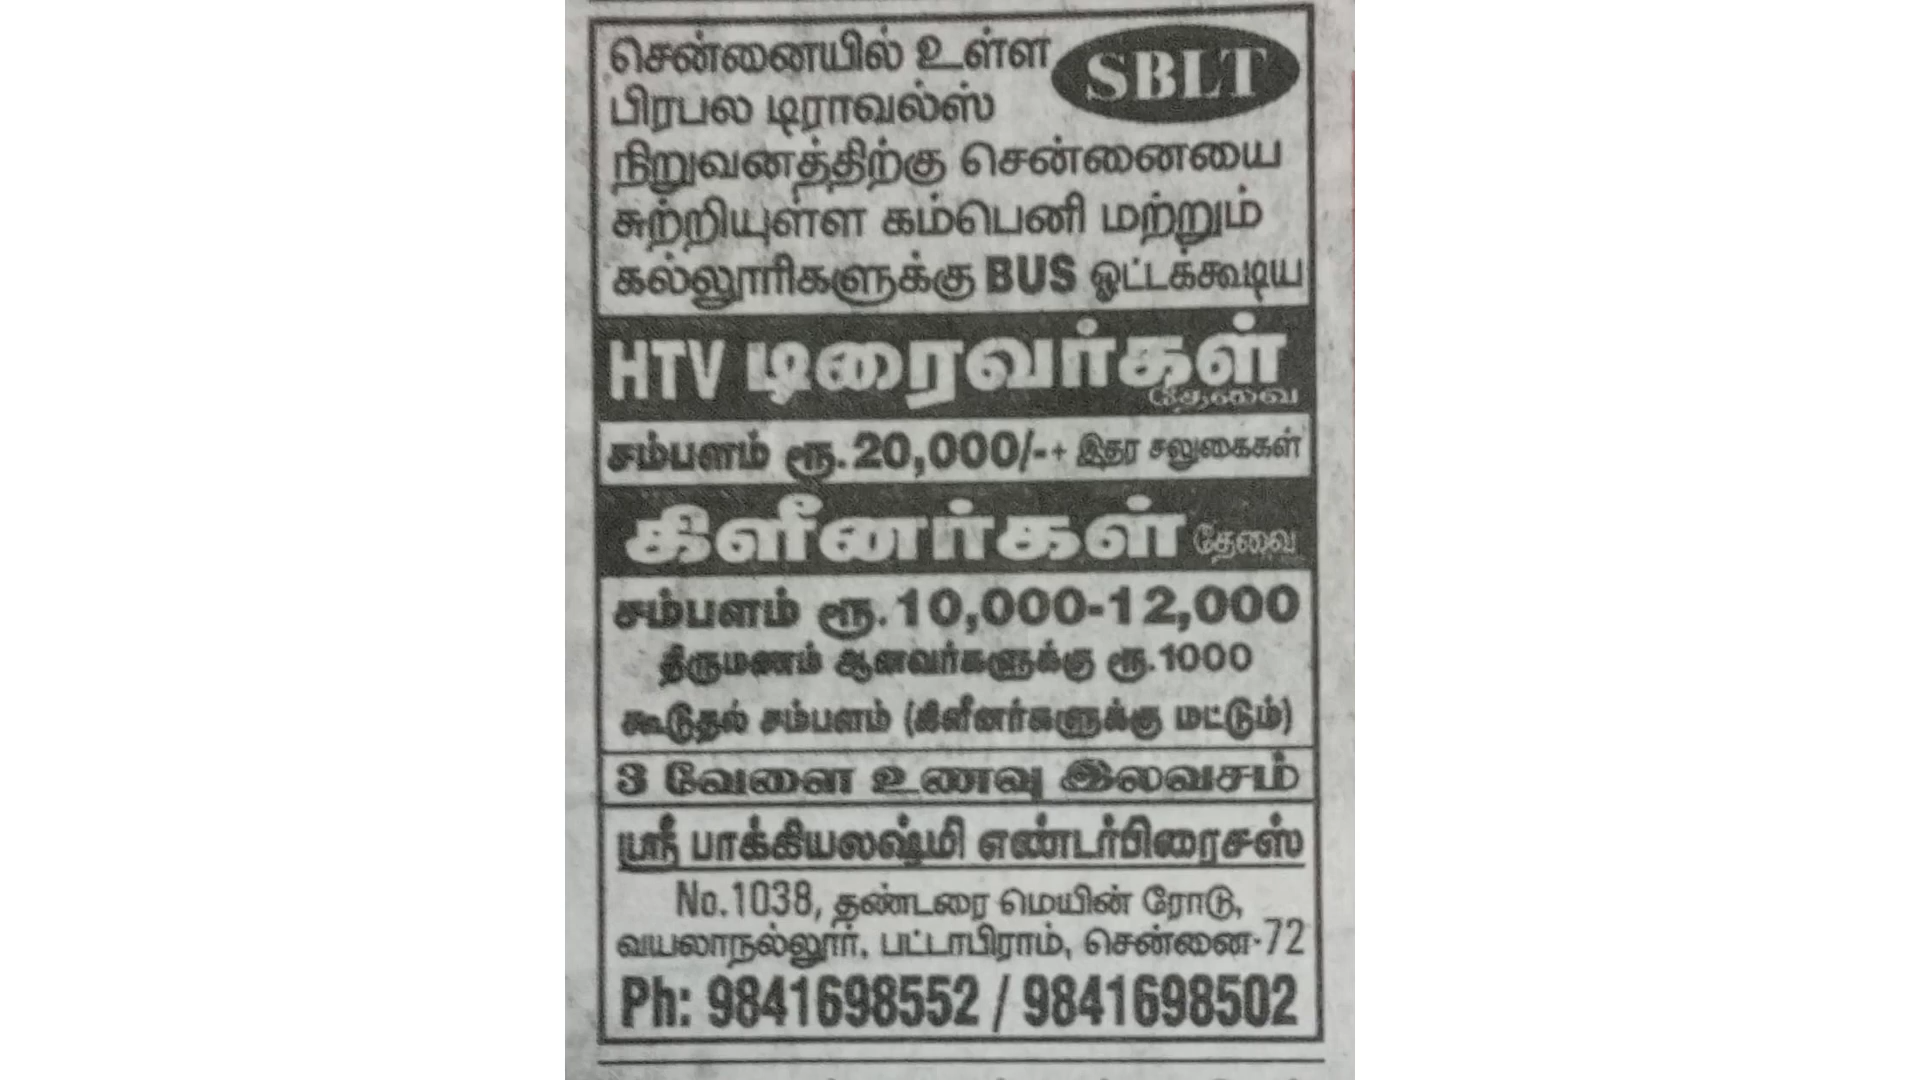 சென்னையில் உள்ள SBLT
பிரபல டிராவல்ஸ்
நிறுவனத்திற்கு சென்னையை
சுற்றியுள்ள கம்பெனி மற்றும்
கல்லூரிகளுக்கு BUS ஓட்டக்கூடிய
HTV டிரைவர்கள் தேவை
சம்பளம் ரூ.20,000/-+ இதர சலுகைகள்
கிளீனர்கள் தேவை
சம்பளம் ரூ.10,000-12,000
திருமணம் ஆனவர்களுக்கு ரூ.1000
கூடுதல் சம்பளம் (கிளீனர்களுக்கு மட்டும்)
3 வேளை உணவு இலவசம்
ஸ்ரீ பாக்கியலஷ்மி எண்டர்பிரைசஸ்
No.1038, தண்டரை மெயின் ரோடு,
வயலாநல்லூர், பட்டாபிராம், சென்னை-72
Ph: 9841698552 / 9841698502